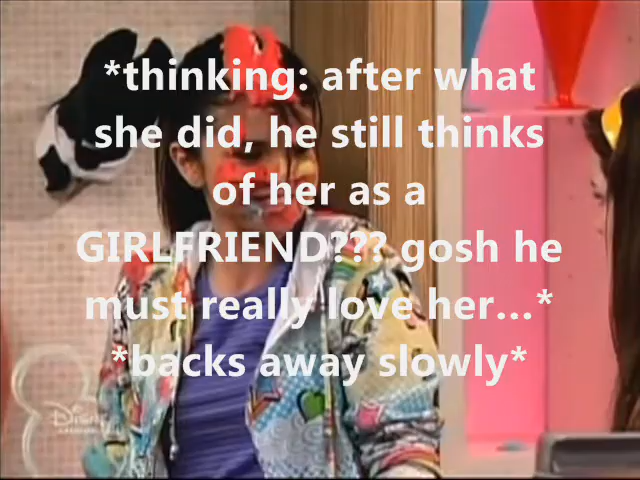 *thinking: after what
she did, he still thinks
of her as a
GIRLFRIEND??? gosh he
must really love her...*
*backs away slowly*
Disney